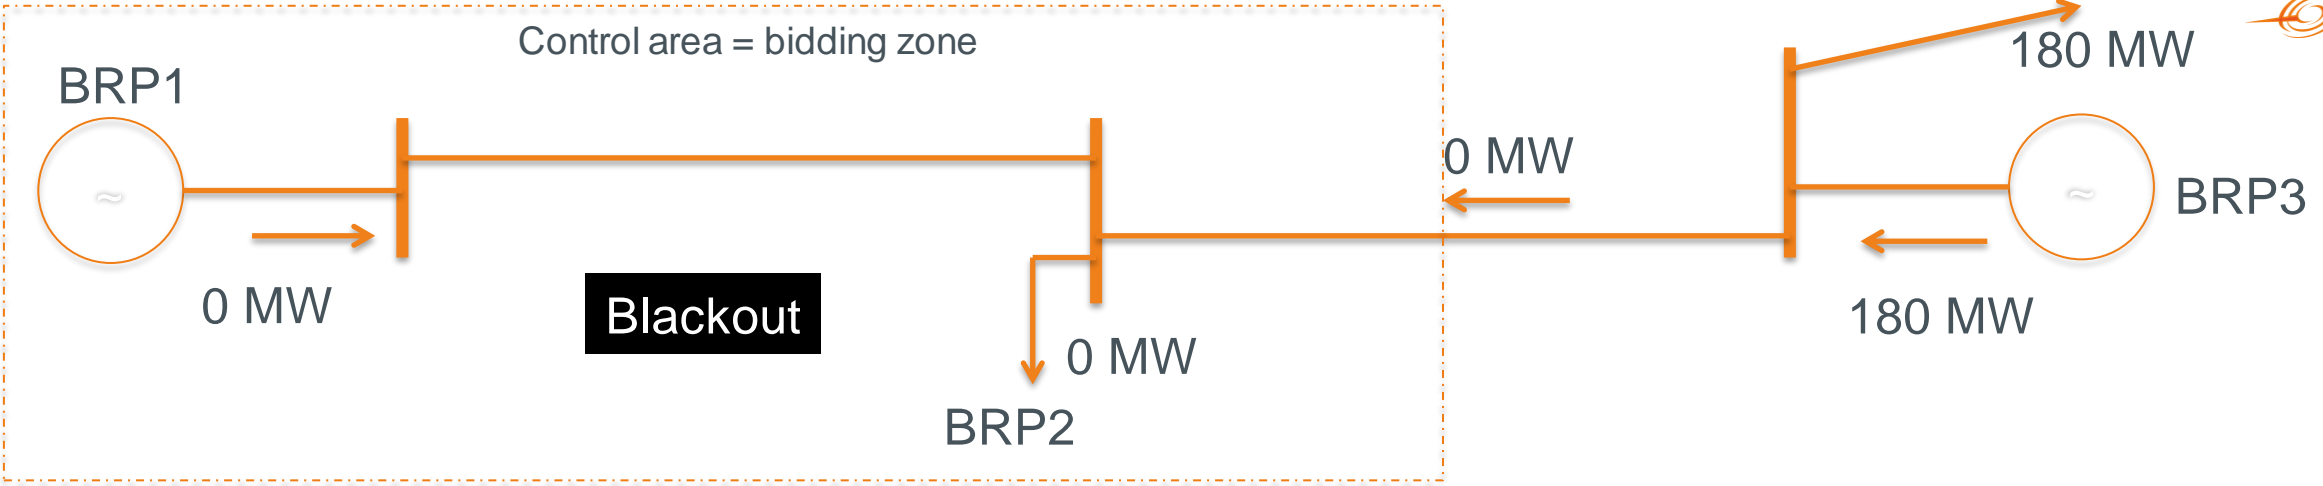 Control area = bidding zone
BRP1
180 MW
0 MW
~
~
BRP3
0 MW
Blackout
0 MW
180 MW
BRP2